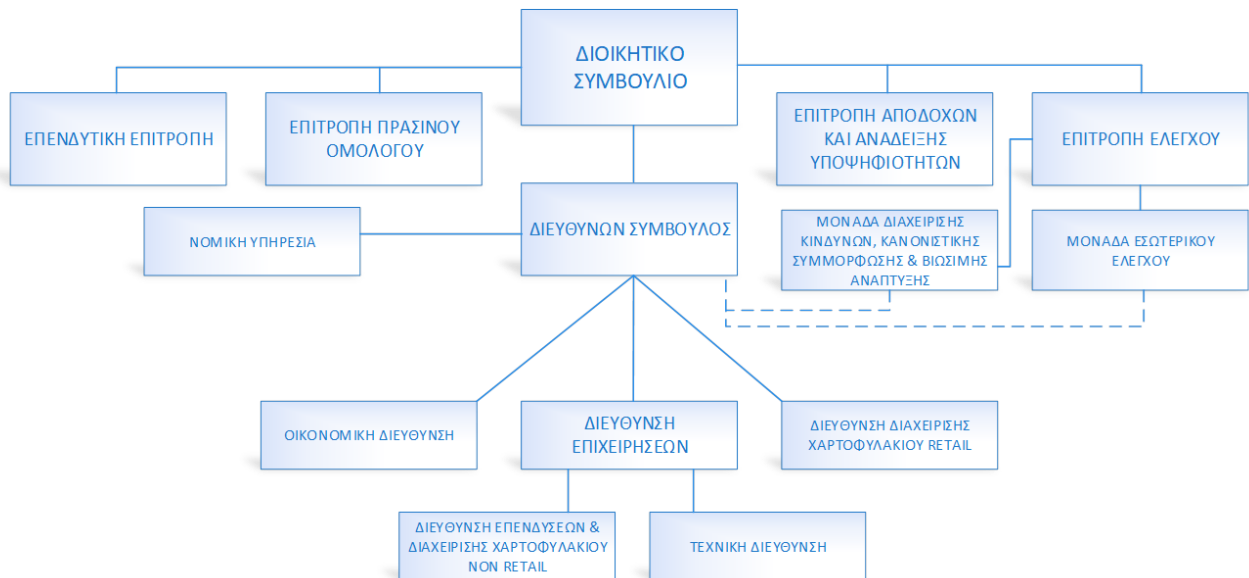 ΔΙΟΙΚΗΤΙΚΟ
ΣΥΜΒΟΥΛΙΟ
ΕΠΕΝΔΥΤΙΚΗ ΕΠΙΤΡΟΠΗ
ΕΠΙΤΡΟΠΗ ΠΡΑΣΙΝΟΥ
ΟΜΟΛΟΓΟΥ
ΕΠΙΤΡΟΠΗ ΑΠΟΔΟΧΩΝ
ΚΑΙ ΑΝΑΔΕΙΞΗΣ
ΥΠΟΨΗΦΙΟΤΗΤΩΝ
ΕΠΙΤΡΟΠΗ ΕΛΕΓΧΟΥ
ΝΟΜΙΚΗ ΥΠΗΡΕΣΙΑ
ΔΙΕΥΘΥΝΩΝ ΣΥΜΒΟΥΛΟΣ
ΜΟΝΑΔΑ ΔΙΑΧΕΙΡΙΣΗΣ
ΚΙΝΔΥΝΩΝ, ΚΑΝΟΝΙΣΤΙΚΗΣ
ΣΥΜΜΟΡΦΩΣΗΣ & ΒΙΩΣΙΜΗΣ
ΑΝΑΠΤΥΞΗΣ
ΜΟΝΑΔΑ ΕΣΩΤΕΡΙΚΟΥ
ΕΛΕΓΧΟΥ
ΟΙΚΟΝΟΜΙΚΗ ΔΙΕΥΘΥΝΣΗ
ΔΙΕΥΘΥΝΣΗ
ΕΠΙΧΕΙΡΗΣΕΩΝ
ΔΙΕΥΘΥΝΣΗ ΔΙΑΧΕΙΡΙΣΗΣ
ΧΑΡΤΟΦΥΛΑΚΙΟΥ RETAIL
ΔΙΕΥΘΥΝΣΗ ΕΠΕΝΔΥΣΕΩΝ &
ΔΙΑΧΕΙΡΙΣΗΣ ΧΑΡΤΟΦΥΛΑΚΙΟΥ
NON RETAIL
ΤΕΧΝΙΚΗ ΔΙΕΥΘΥΝΣΗ